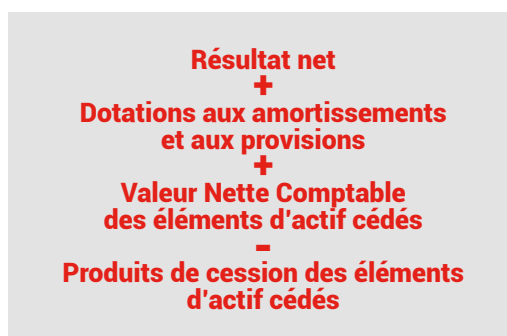 Résultat net
+
Dotations aux amortissements
et aux provisions
+
Valeur Nette Comptable
des éléments d'actif cédés
-
Produits de cession des éléments
d'actif cédés